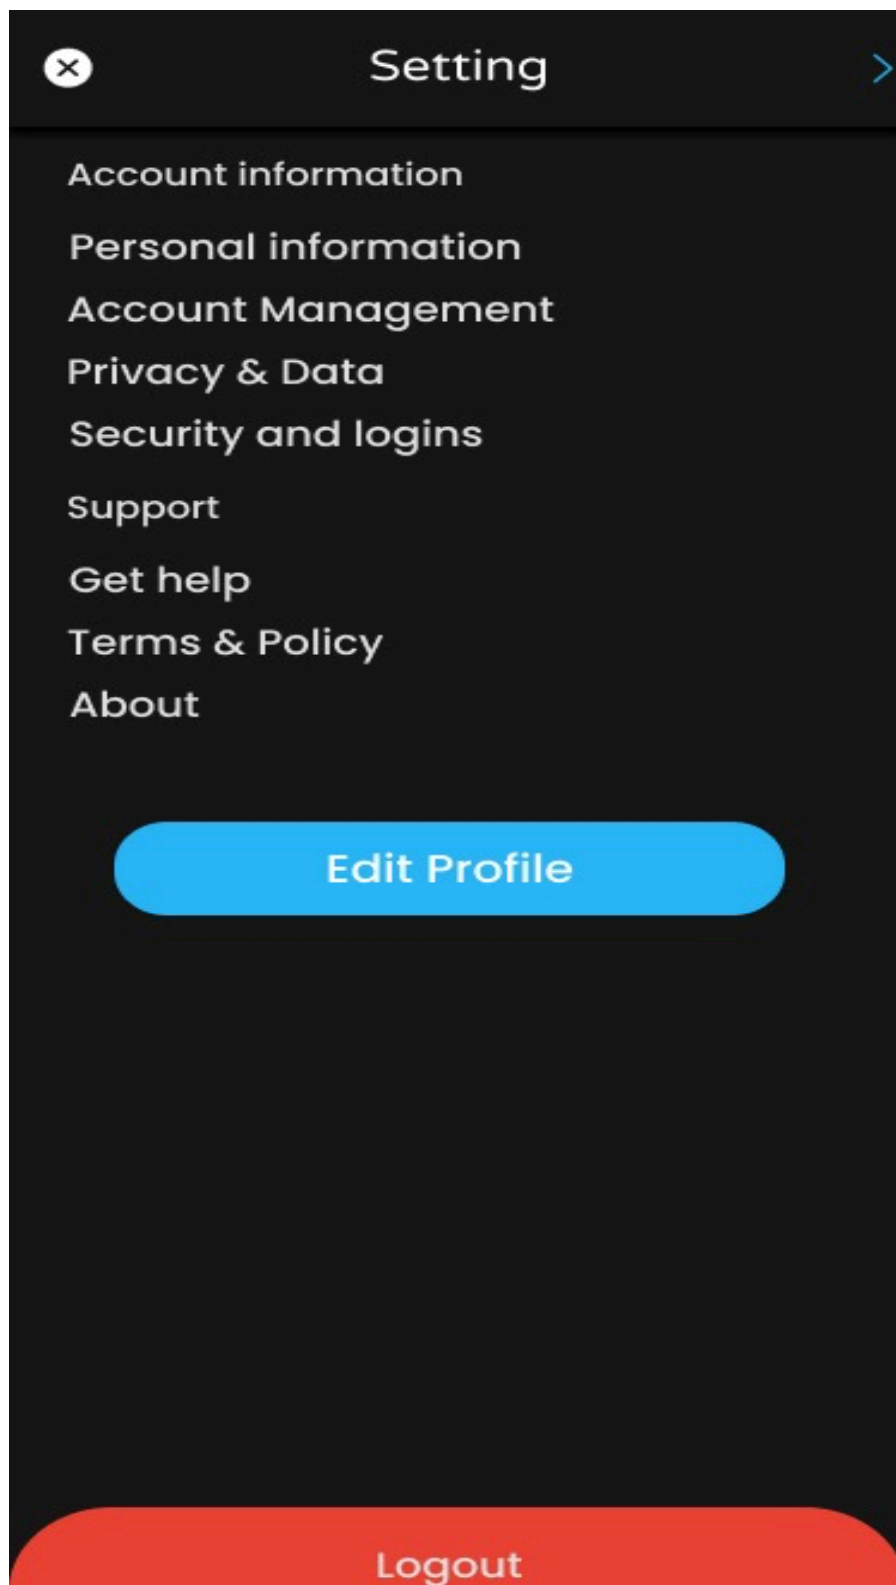 Setting
Account information
Personal information
Account Management
Privacy & Data
Security and logins
Support
Get help
Terms & Policy
About
Edit Profile
Logout